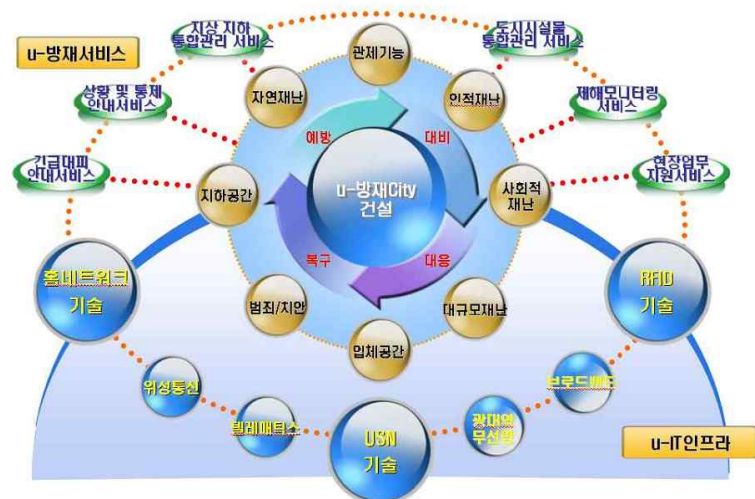 u-방재서비스
지상 지하
통합관리 서비스
도시시설물
통합관리 서비스
관제기능
상황 및 통제
안내서비스
자연재난
인적재난
재해모니터링
서비스
예방
대비
긴급대피
안내서비스
지하공간
u-방재City
건설
사회적
재난
현장업무
지원서비스
홈네트워크
기술
복구
대응
RFID
기술
범죄/치안
대규모재난
입체공간
위성통신
브로드밴드
텔레매틱스
USN
기술
광대역
무선망
u-IT인프라